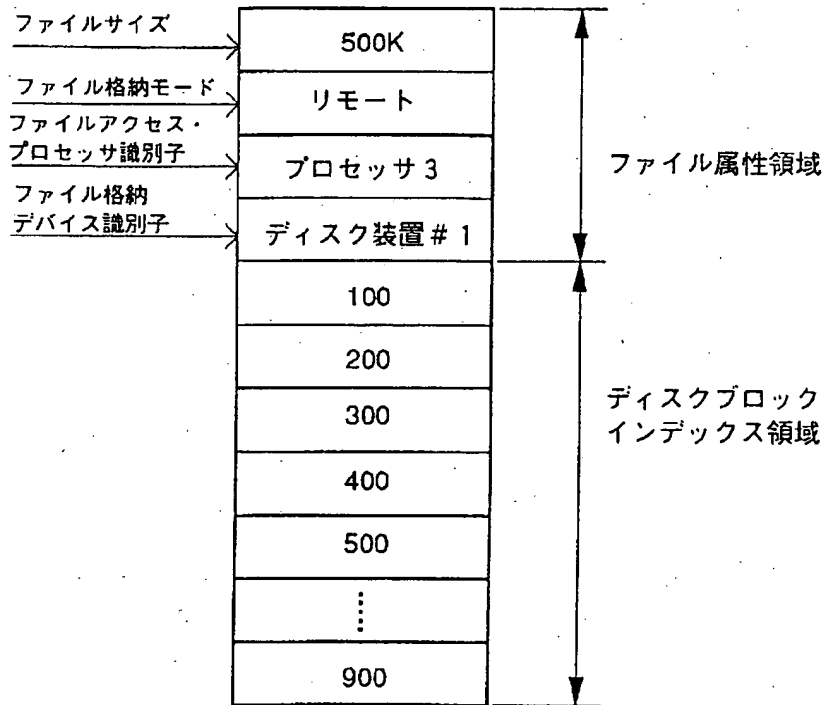 ファイルサイズ
500K
ファイル格納モード
リモート
ファイルアクセス・
プロセッサ識別子
プロセッサ3
ファイル属性領域
ファイル格納
デバイス識別子
ディスク装置#1
100
200
300
ディスクブロック
インデックス領域
400
500
900